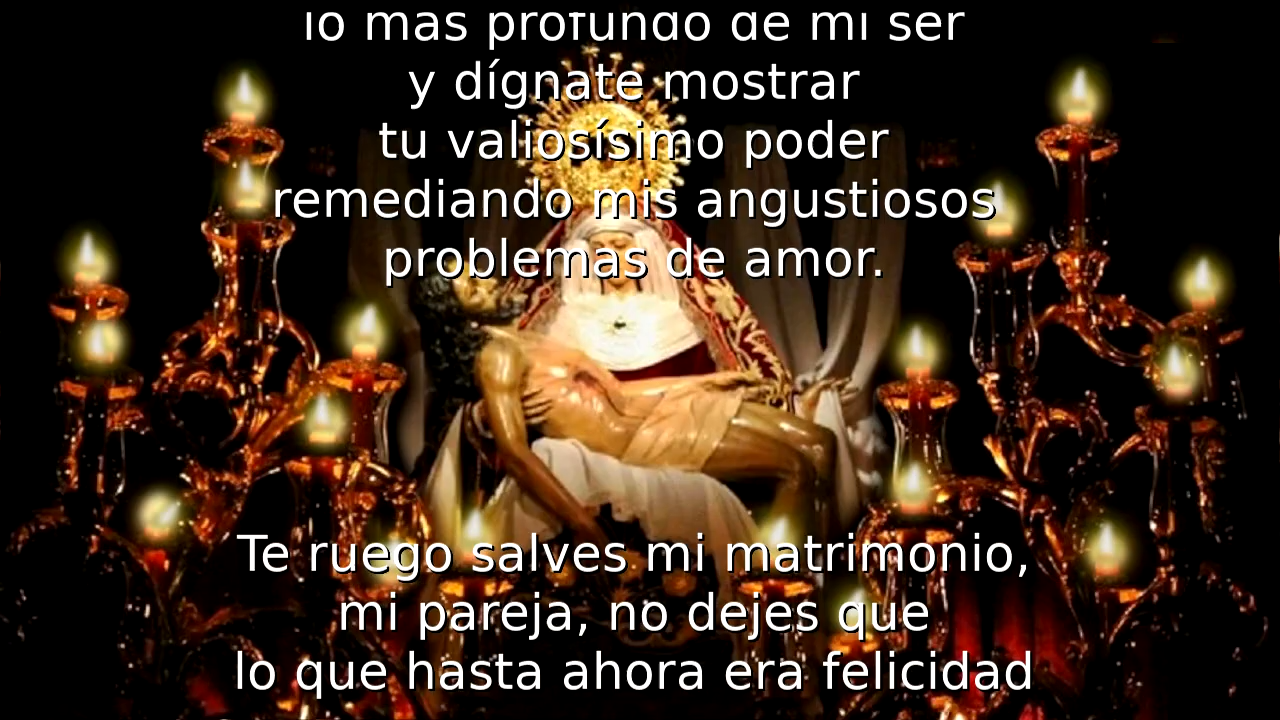 lo mas profundo de mi ser
y dígnate mostrar
tu valiosísimo poder
remediando mis angustiosos
problemas de amor.
Te ruego salves mi matrimonio,
mi pareja, no dejes que
lo que hasta ahora era felicidad